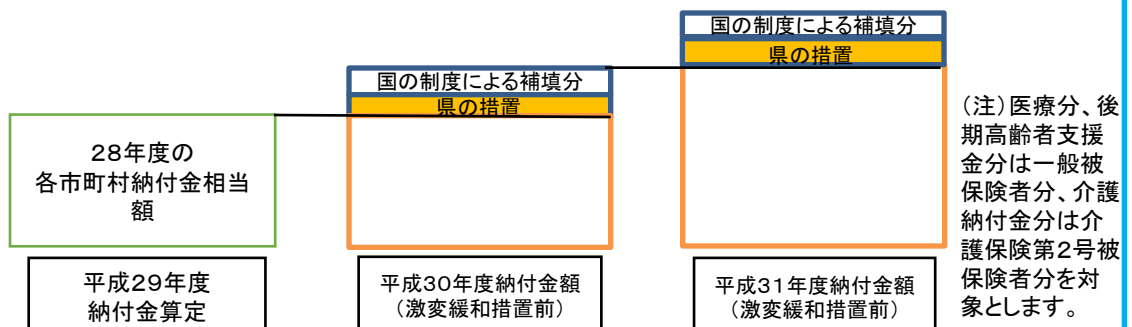 国の制度による補填分
県の措置
国の制度による補填分
県の措置
28年度の
各市町村納付金相当
額
(注)医療分、後
期高齢者支援
金分は一般被
保険者分、介護
納付金分は介
護保険第2号被
保険者分を対
象とします。
平成29年度
納付金算定
平成30年度納付金額
(激変緩和措置前)
平成31年度納付金額
(激変緩和措置前)